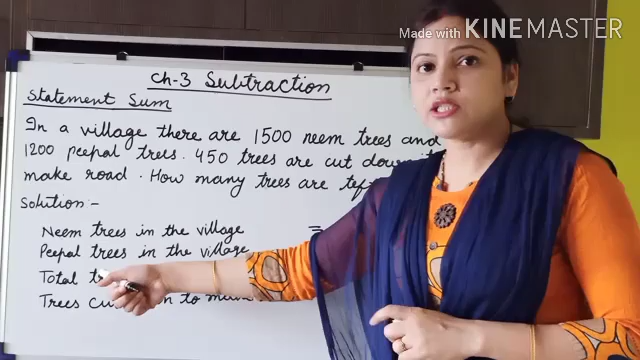 Made with KINEMASTER
Ch-3 Subtraction
Statement Sum
In a village there are 1500 neem trees and
1200 peepal trees. 450 trees are cut down
make road. How many trees are
Solution:-
Neem trees in the village =
Peepal trees in the village
Total
Trees to